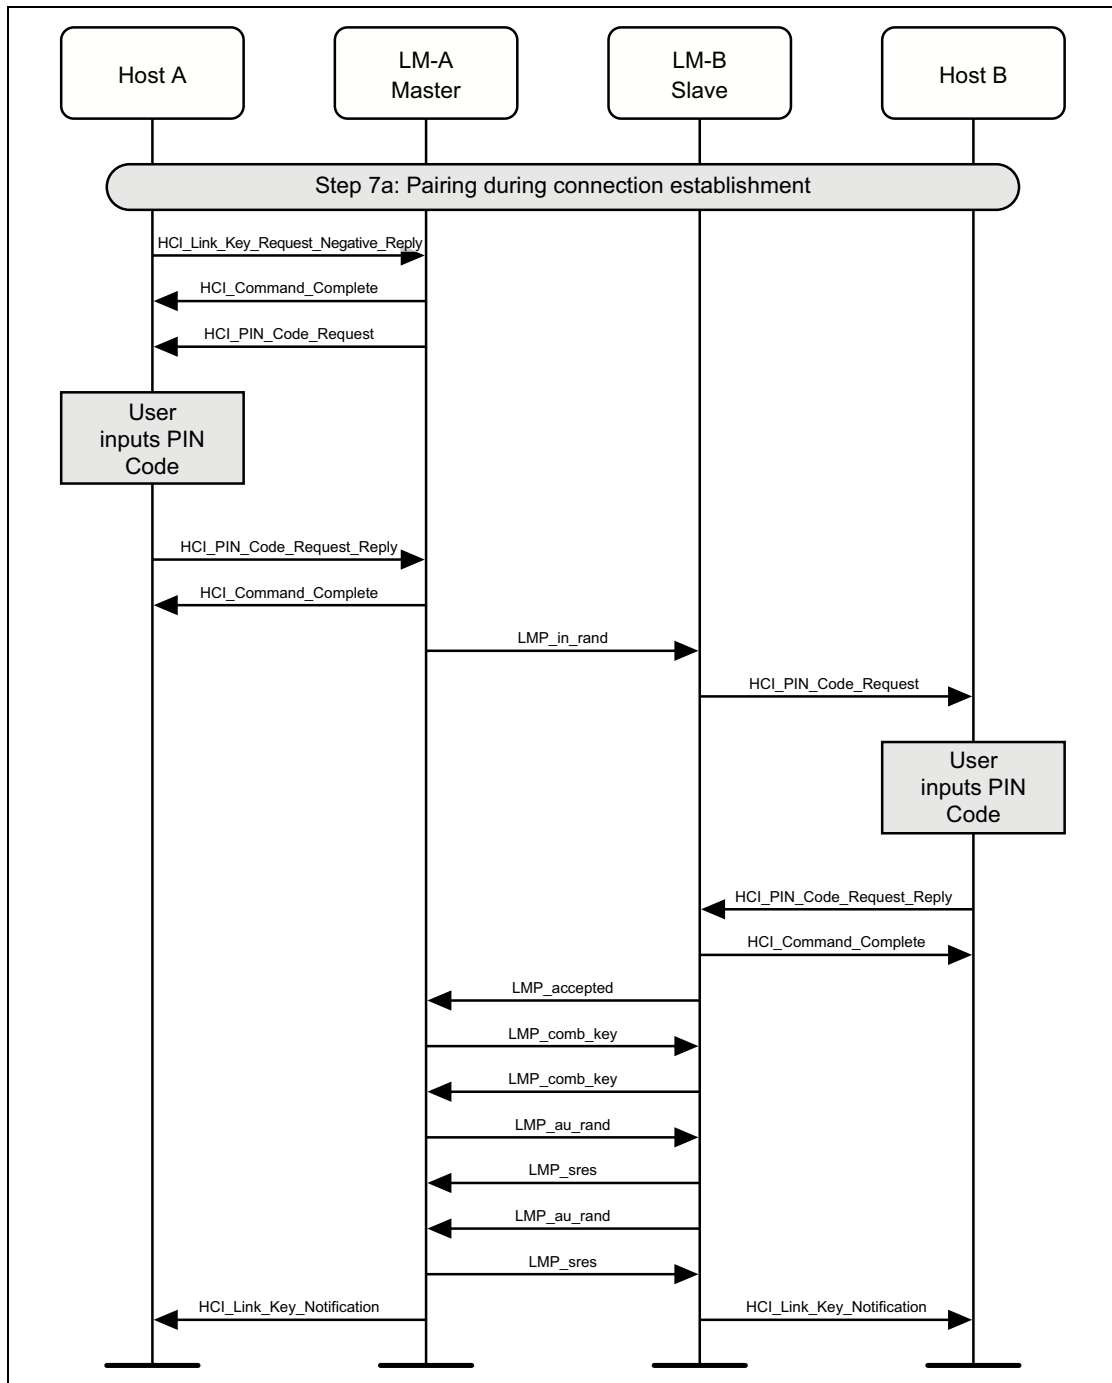 Host A
LM-A
Master
LM-B
Slave
Host B
Step 7a: Pairing during connection establishment
HCI_Link_Key_Request_Negative_Reply
HCI_Command_Complete
HCI_PIN_Code_Request
User
inputs PIN
Code
HCI_PIN_Code_Request_Reply
HCI_Command_Complete
LMP_in_rand
HCI_PIN_Code_Request
User
inputs PIN
Code
HCI_PIN_Code_Request_Reply
HCI_Command_Complete
LMP_accepted
LMP_comb_key
LMP_comb_key
LMP_au_rand
LMP_sres
LMP_au_rand
LMP_sres
HCI_Link_Key_Notification
HCI_Link_Key_Notification